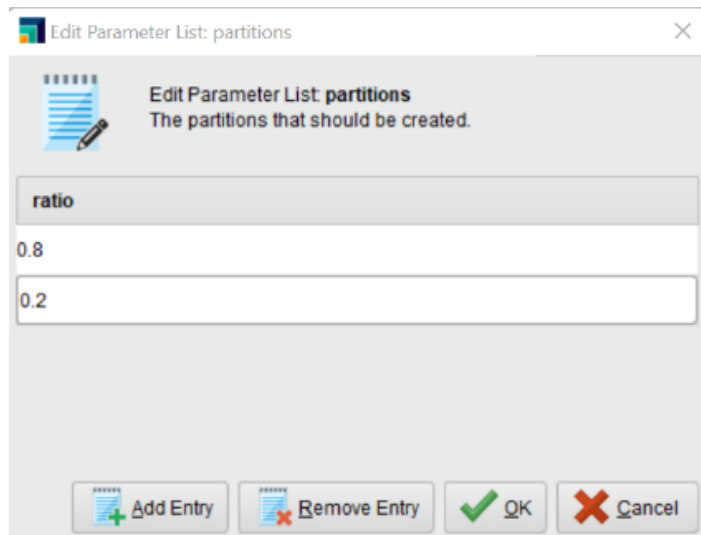 Edit Parameter List: partitions
Edit Parameter List: partitions
The partitions that should be created.
ratio
0.8
0.2
Add Entry Remove Entry OK Cancel